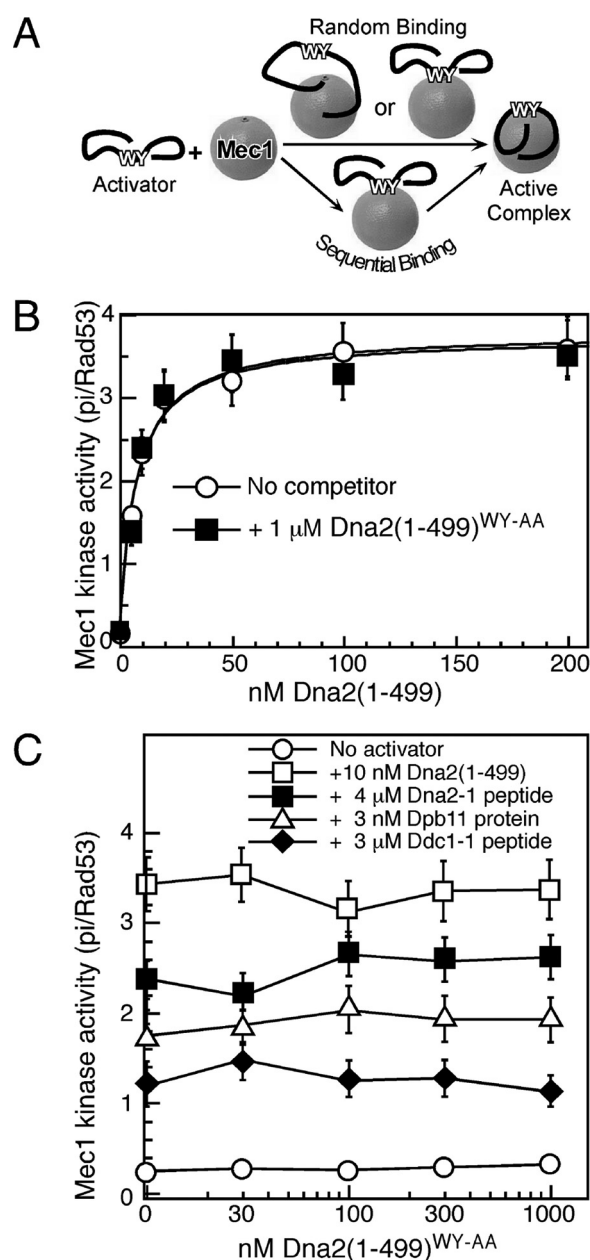 A
Random Binding
WY
WY
or
WY
WY + Mec1
Activator
WY
Active
Complex
Sequential Binding
B
Mec1 kinase activity (pi/Rad53)
4
3
2
1
0
No competitor
+ 1 μM Dna2(1-499)WY-AA
0 50 100 150 200
nM Dna2(1-499)
C
No activator
+10 nM Dna2(1-499)
+ 4 μM Dna2-1 peptide
+ 3 nM Dpb11 protein
+ 3 μM Ddc1-1 peptide
Mec1 kinase activity (pi/Rad53)
4
3
2
1
0
0 30 100 300 1000
nM Dna2(1-499)WY-AA